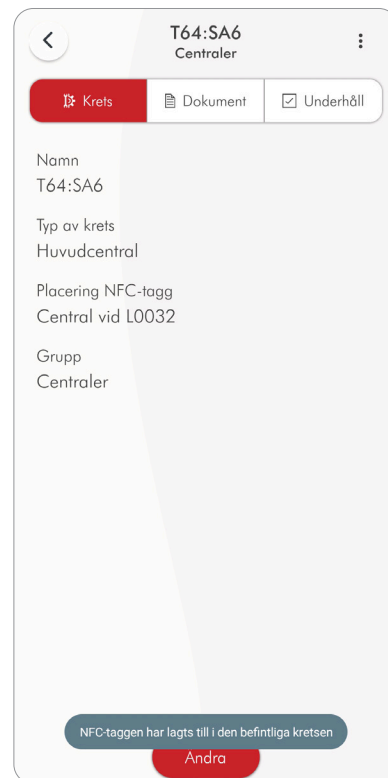 T64:SA6
Centraler
Krets
Dokument
Underhåll
Namn
T64:SA6
Typ av krets
Huvudcentral
Placering NFC-tagg
Central vid L0032
Grupp
Centraler
NFC-taggen har lagts till i den befintliga kretsen
Ändra